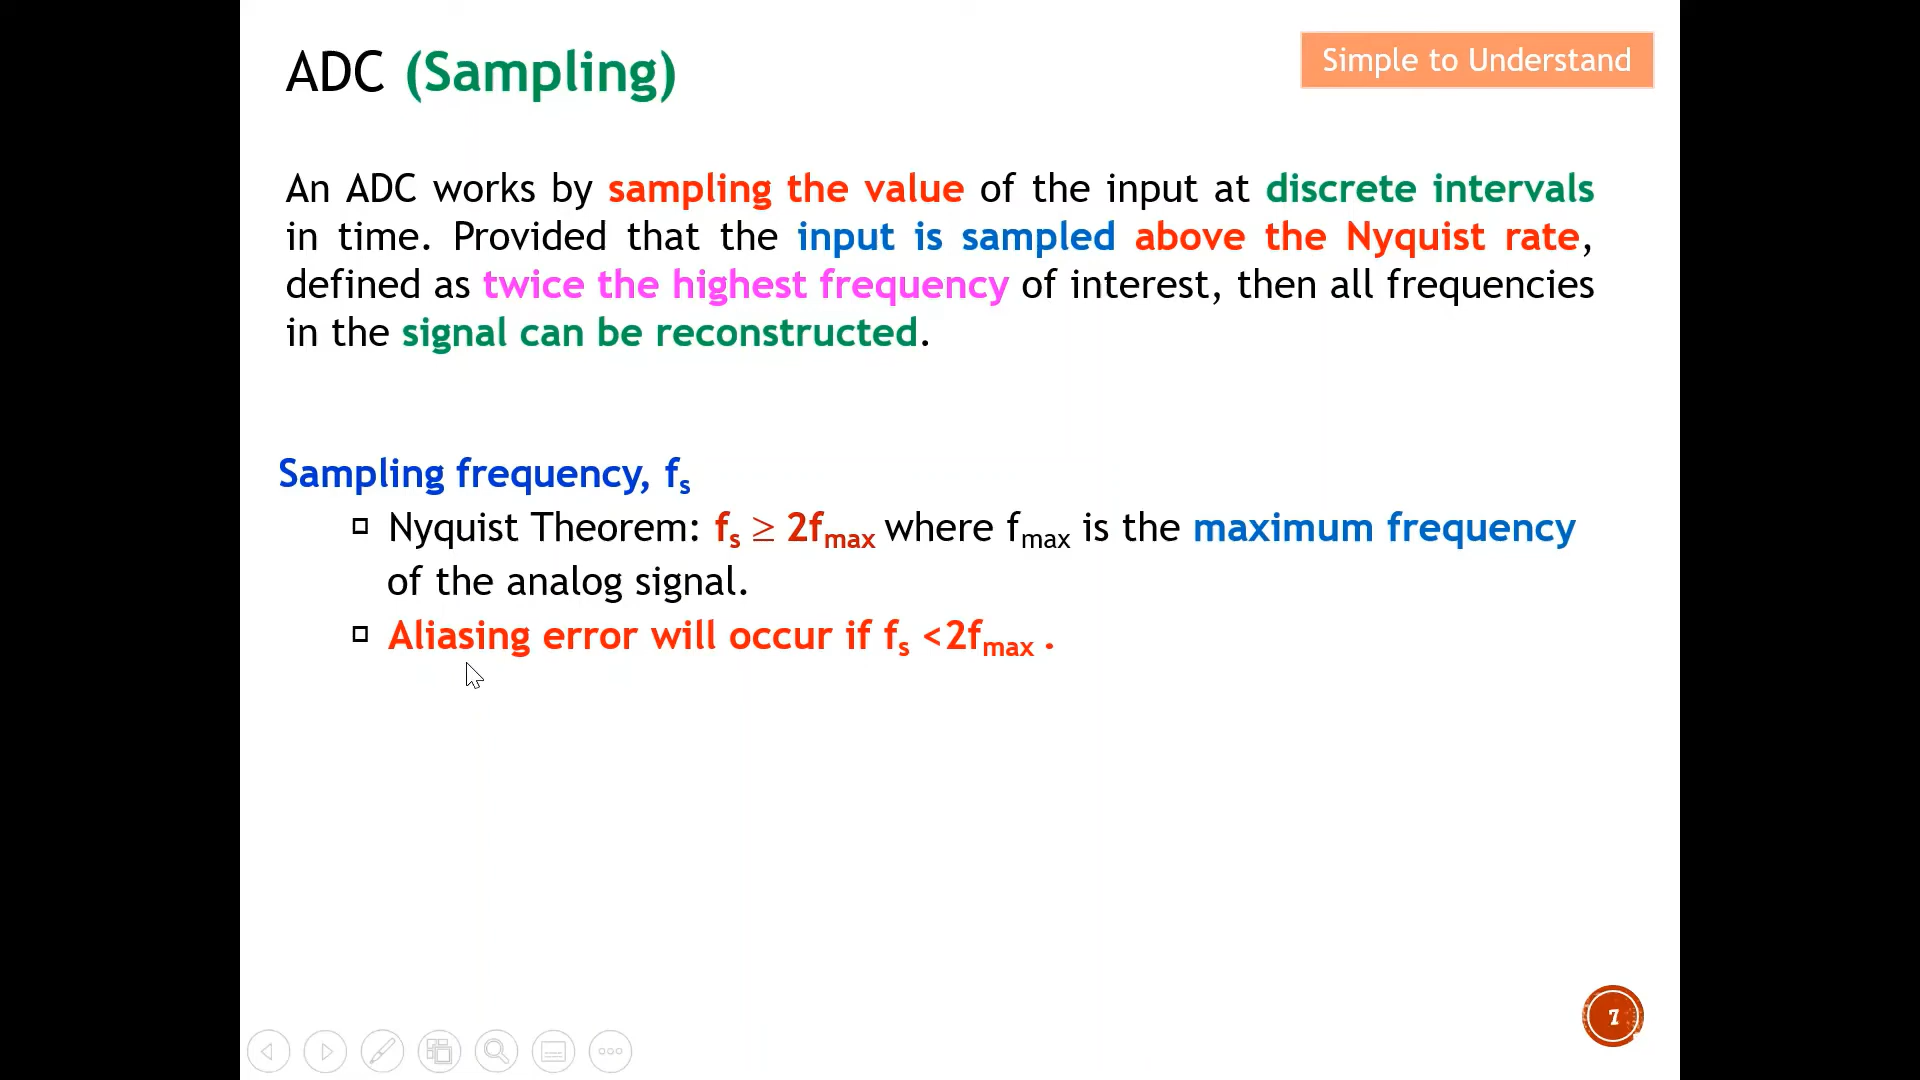 ADC (Sampling)
Simple to Understand
An ADC works by sampling the value of the input at discrete intervals
in time. Provided that the input is sampled above the Nyquist rate,
defined as twice the highest frequency of interest, then all frequencies
in the signal can be reconstructed.
Sampling frequency, fs
Nyquist Theorem: fs ≥ 2fmax where fmax is the maximum frequency
of the analog signal.
Aliasing error will occur if fs <2fmax .
7